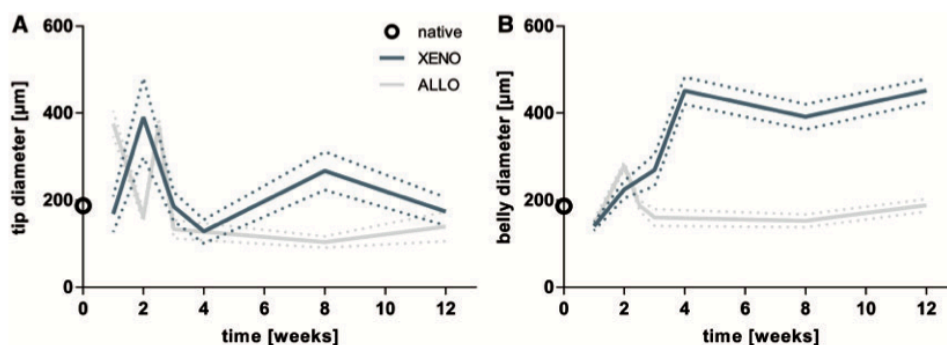 A
600
400
200
0
tip diameter [µm]
0 2 4 6 8 10 12
time [weeks]
native
XENO
ALLO
B
600
400
200
0
belly diameter [µm]
0 2 4 6 8 10 12
time [weeks]